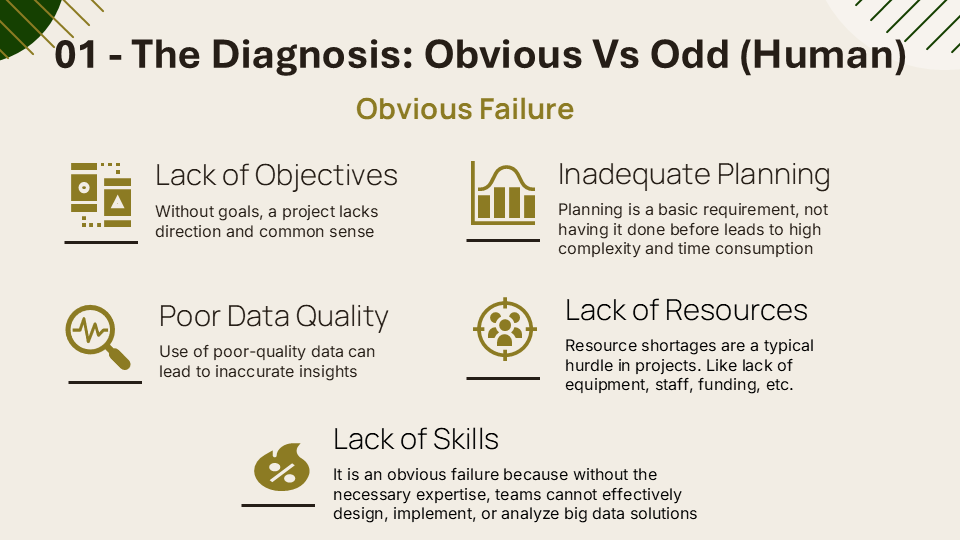 01 - The Diagnosis: Obvious Vs Odd (Human)
Obvious Failure
Lack of Objectives
Without goals, a project lacks
direction and common sense
Inadequate Planning
Planning is a basic requirement, not
having it done before leads to high
complexity and time consumption
Poor Data Quality
Use of poor-quality data can
lead to inaccurate insights
Lack of Resources
Resource shortages are a typical
hurdle in projects. Like lack of
equipment, staff, funding, etc.
Lack of Skills
It is an obvious failure because without the
necessary expertise, teams cannot effectively
design, implement, or analyze big data solutions